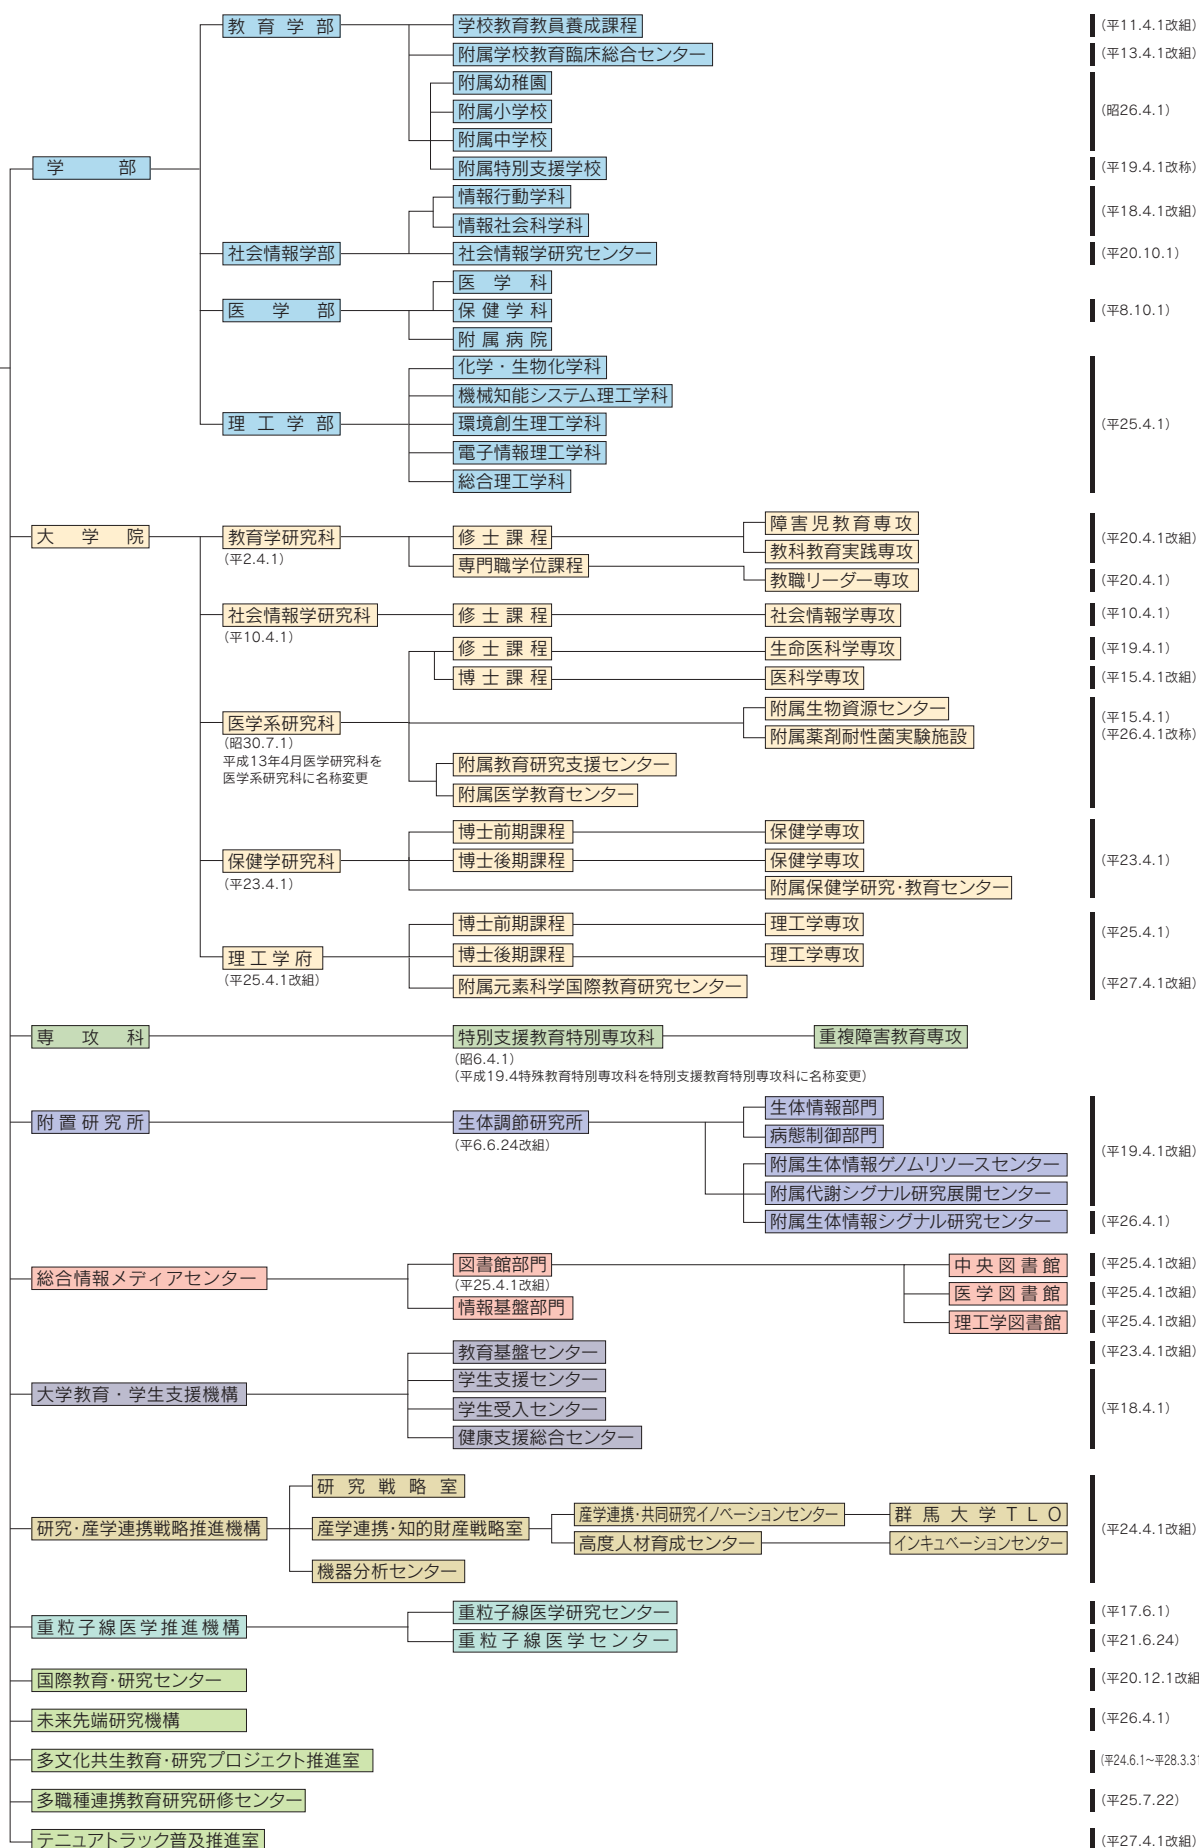 教育学部 学校教育教員養成課程 (平11.4.1改組)
附属学校教育臨床総合センター (平13.4.1改組)
附属幼稚園
附属小学校 (昭26.4.1)
附属中学校
学部 附属特別支援学校 (平19.4.1改称)
情報行動学科
情報社会科学科 (平18.4.1改組)
社会情報学部 社会情報学研究センター (平20.10.1)
医学科
医学部 保健学科 (平8.10.1)
附属病院
化学・生物化学科
機械知能システム理工学科
理工学部 環境創生理工学科 (平25.4.1)
電子情報理工学科
総合理工学科
障害児教育専攻
大学院 教育学研究科 修士課程 (平20.4.1改組)
(平2.4.1) 教科教育実践専攻
専門職学位課程 教職リーダー専攻 (平20.4.1)
社会情報学研究科 修士課程 社会情報学専攻 (平10.4.1)
(平10.4.1)
修士課程 生命医科学専攻 (平19.4.1)
博士課程 医科学専攻 (平15.4.1改組)
附属生物資源センター (平15.4.1)
医学系研究科 附属薬剤耐性菌実験施設 (平26.4.1改称)
(昭30.7.1)
平成13年4月医学研究科を 附属教育研究支援センター
医学系研究科に名称変更
附属医学教育センター
博士前期課程 保健学専攻
保健学研究科 博士後期課程 保健学専攻 (平23.4.1)
(平23.4.1) 附属保健学研究・教育センター
博士前期課程 理工学専攻 (平25.4.1)
理工学府 博士後期課程 理工学専攻
(平25.4.1改組) 附属元素科学国際教育研究センター (平27.4.1改組)
専攻科 特別支援教育特別専攻科 重複障害教育専攻
(昭6.4.1)
(平成19.4特殊教育特別専攻科を特別支援教育特別専攻科に名称変更)
生体情報部門
附置研究所 生体調節研究所
(平6.6.24改組) 病態制御部門 (平19.4.1改組)
附属生体情報ゲノムリソースセンター
附属代謝シグナル研究展開センター
附属生体情報シグナル研究センター (平26.4.1)
図書館部門 中央図書館 (平25.4.1改組)
総合情報メディアセンター (平25.4.1改組) 医学図書館 (平25.4.1改組)
情報基盤部門 理工学図書館 (平25.4.1改組)
教育基盤センター (平23.4.1改組)
学生支援センター
大学教育・学生支援機構 学生受入センター (平18.4.1)
健康支援総合センター
研究戦略室
産学連携・共同研究イノベーションセンター 群馬大学TLO
研究・産学連携戦略推進機構 産学連携・知的財産戦略室 (平24.4.1改組)
高度人材育成センター インキュベーションセンター
機器分析センター
重粒子線医学研究センター (平17.6.1)
重粒子線医学推進機構 重粒子線医学センター (平21.6.24)
国際教育・研究センター (平20.12.1改組
未来先端研究機構 (平26.4.1)
多文化共生教育・研究プロジェクト推進室 (平24.6.1〜平28.3.31
多職種連携教育研究研修センター (平25.7.22)
テニュアトラック普及推進室 (平27.4.1改組)